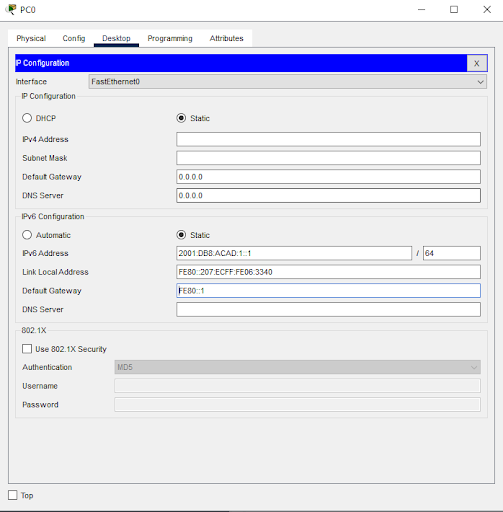 PC0
Physical Config Desktop Programming Attributes
IP Configuration X
Interface FastEthernet0
IP Configuration
DHCP Static
IPv4 Address
Subnet Mask
Default Gateway 0.0.0.0
DNS Server 0.0.0.0
IPv6 Configuration
Automatic Static
IPv6 Address 2001:DB8:ACAD:1::1 / 64
Link Local Address FE80::207:ECFF:FE06:3340
Default Gateway FE80::1
DNS Server
802.1X
Use 802.1X Security
Authentication MD5
Username
Password
Top